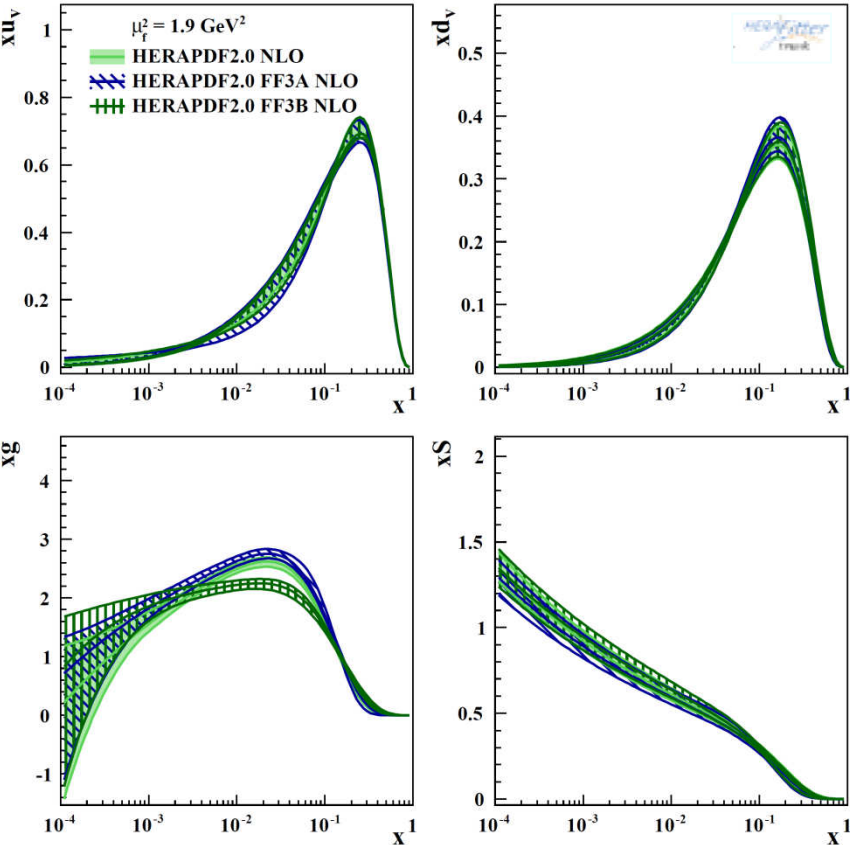 xu_v
μ_f² = 1.9 GeV²
HERAPDF2.0 NLO
HERAPDF2.0 FF3A NLO
HERAPDF2.0 FF3B NLO
1
0.8
0.6
0.4
0.2
0
10⁻⁴ 10⁻³ 10⁻² 10⁻¹ 1
x
xd_v
0.5
0.4
0.3
0.2
0.1
0
10⁻⁴ 10⁻³ 10⁻² 10⁻¹ 1
x
xg
4
3
2
1
0
-1
10⁻⁴ 10⁻³ 10⁻² 10⁻¹ 1
x
xS
2
1.5
1
0.5
0
10⁻⁴ 10⁻³ 10⁻² 10⁻¹ 1
x